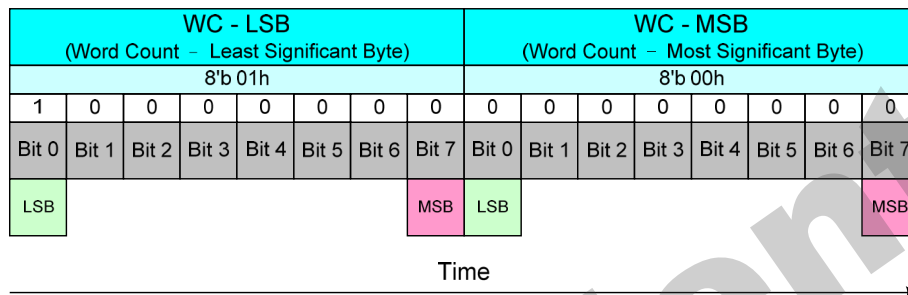 WC - LSB WC - MSB
(Word Count – Least Significant Byte) (Word Count – Most Significant Byte)
8'b 01h 8'b 00h
1 0 0 0 0 0 0 0 0 0 0 0 0 0 0 0
Bit 0 Bit 1 Bit 2 Bit 3 Bit 4 Bit 5 Bit 6 Bit 7 Bit 0 Bit 1 Bit 2 Bit 3 Bit 4 Bit 5 Bit 6 Bit 7
LSB MSB LSB MSB
Time